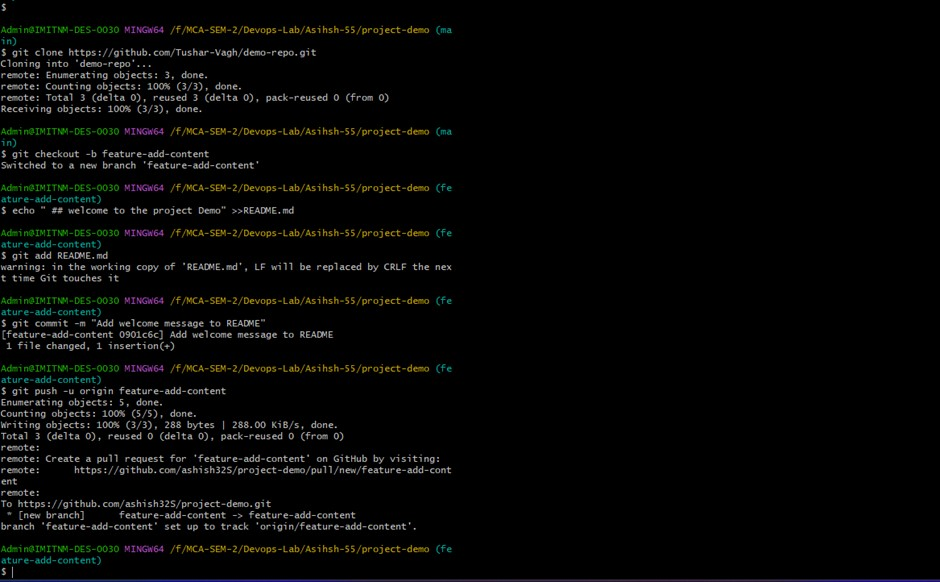 $
Admin@IMITNM-DES-0030 MINGW64 /f/MCA-SEM-2/Devops-Lab/Asihsh-55/project-demo (ma
in)
$ git clone https://github.com/Tushar-Vagh/demo-repo.git
Cloning into 'demo-repo'...
remote: Enumerating objects: 3, done.
remote: Counting objects: 100% (3/3), done.
remote: Total 3 (delta 0), reused 3 (delta 0), pack-reused 0 (from 0)
Receiving objects: 100% (3/3), done.
Admin@IMITNM-DES-0030 MINGW64 /f/MCA-SEM-2/Devops-Lab/Asihsh-55/project-demo (ma
in)
$ git checkout -b feature-add-content
Switched to a new branch 'feature-add-content'
Admin@IMITNM-DES-0030 MINGW64 /f/MCA-SEM-2/Devops-Lab/Asihsh-55/project-demo (fe
ature-add-content)
$ echo " ## welcome to the project Demo" >>README.md
Admin@IMITNM-DES-0030 MINGW64 /f/MCA-SEM-2/Devops-Lab/Asihsh-55/project-demo (fe
ature-add-content)
$ git add README.md
warning: in the working copy of 'README.md', LF will be replaced by CRLF the nex
t time Git touches it
Admin@IMITNM-DES-0030 MINGW64 /f/MCA-SEM-2/Devops-Lab/Asihsh-55/project-demo (fe
ature-add-content)
$ git commit -m "Add welcome message to README"
[feature-add-content 0901c6c] Add welcome message to README
 1 file changed, 1 insertion(+)
Admin@IMITNM-DES-0030 MINGW64 /f/MCA-SEM-2/Devops-Lab/Asihsh-55/project-demo (fe
ature-add-content)
$ git push -u origin feature-add-content
Enumerating objects: 5, done.
Counting objects: 100% (5/5), done.
Writing objects: 100% (3/3), 288 bytes | 288.00 KiB/s, done.
Total 3 (delta 0), reused 0 (delta 0), pack-reused 0 (from 0)
remote:
remote: Create a pull request for 'feature-add-content' on GitHub by visiting:
remote:      https://github.com/ashish32S/project-demo/pull/new/feature-add-cont
ent
remote:
To https://github.com/ashish32S/project-demo.git
 * [new branch]      feature-add-content -> feature-add-content
branch 'feature-add-content' set up to track 'origin/feature-add-content'.
Admin@IMITNM-DES-0030 MINGW64 /f/MCA-SEM-2/Devops-Lab/Asihsh-55/project-demo (fe
ature-add-content)
$